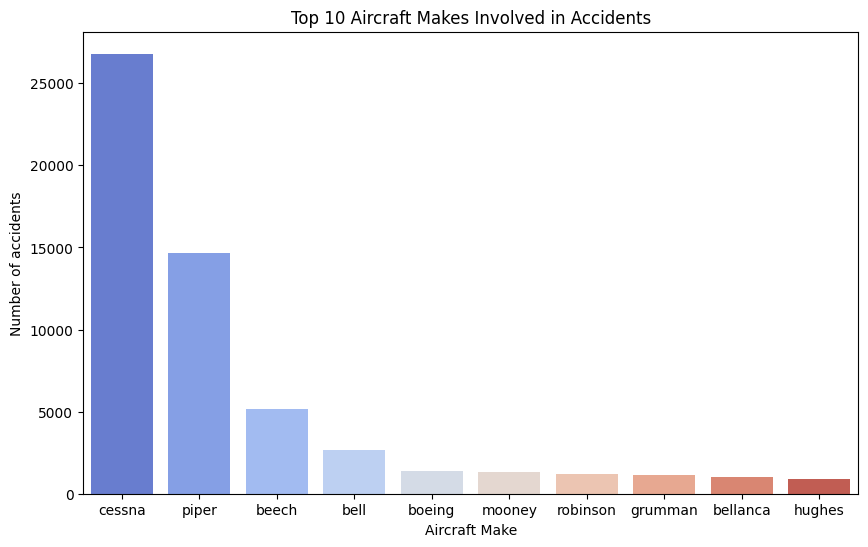 Top 10 Aircraft Makes Involved in Accidents
Number of accidents
25000
20000
15000
10000
5000
0
cessna piper beech bell boeing mooney robinson grumman bellanca hughes
Aircraft Make